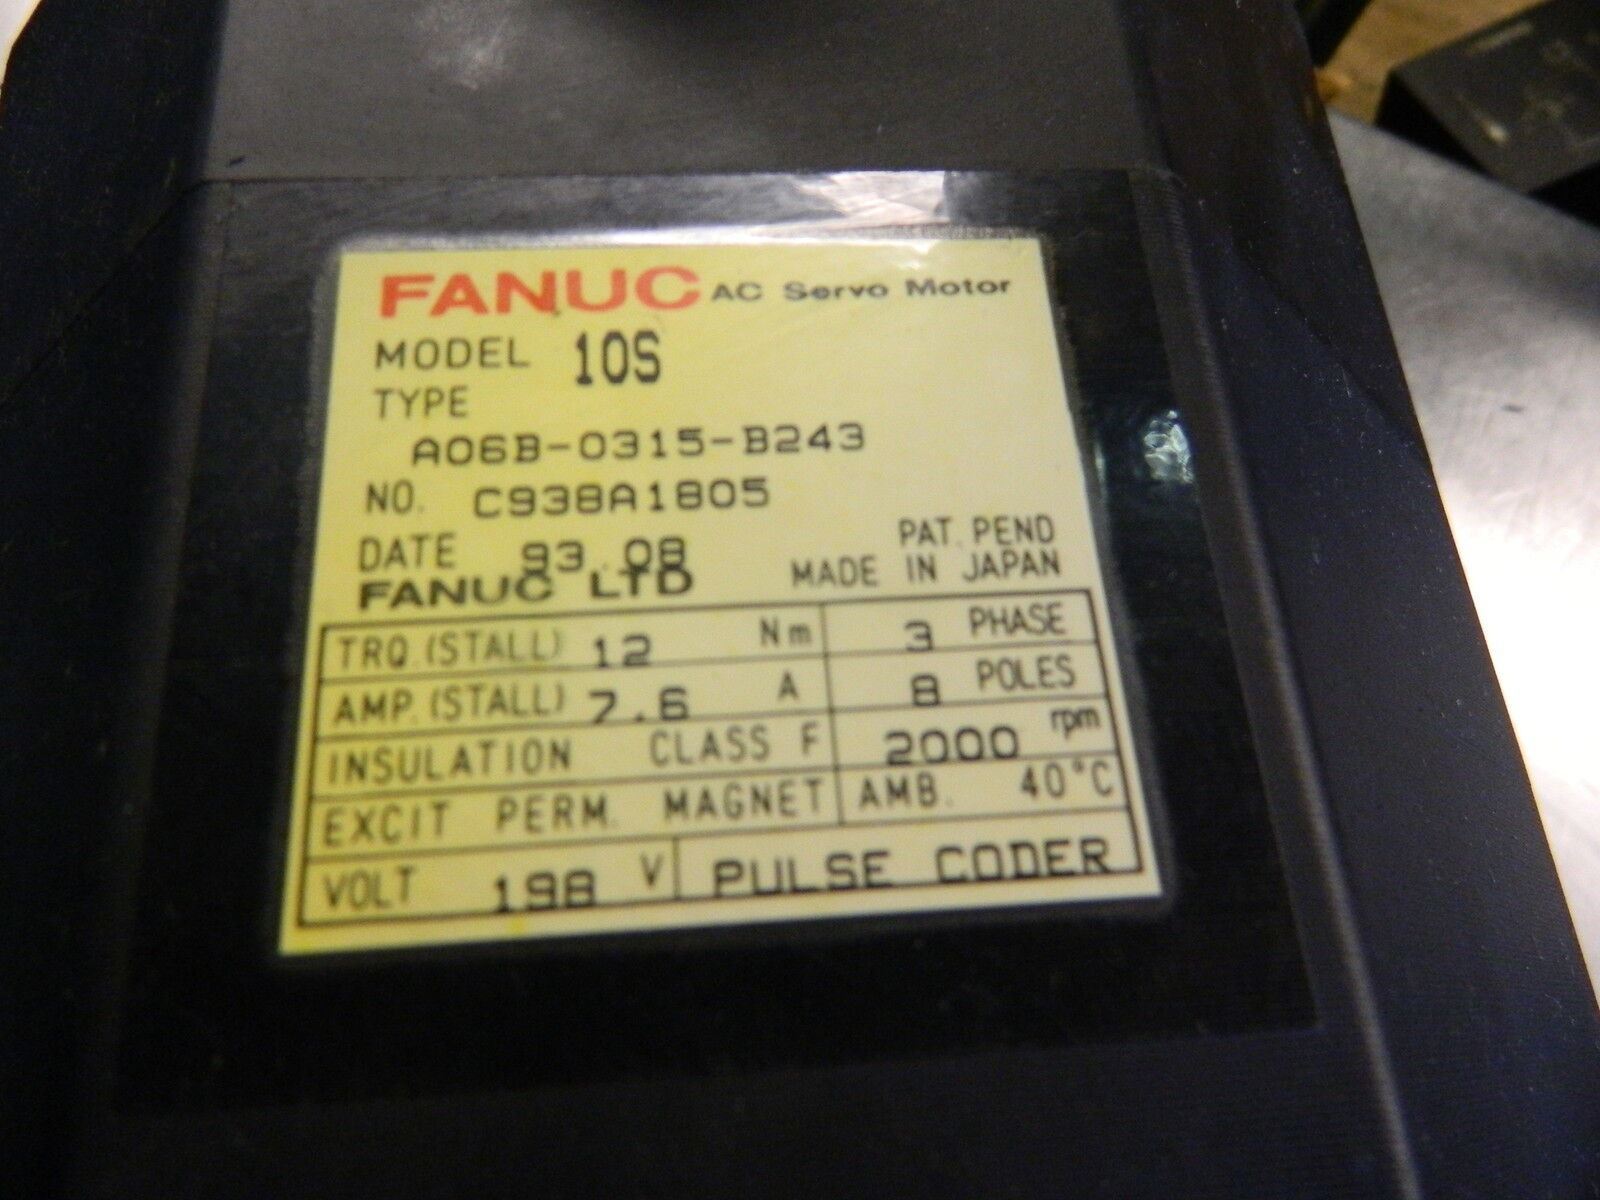 FANUC AC Servo Motor
MODEL 10S
TYPE
A06B-0315-B243
NO. C938A1805
DATE 93.08 PAT. PEND
FANUC LTD MADE IN JAPAN
TRQ.(STALL) 12 Nm 3 PHASE
AMP.(STALL) 7.6 A 8 POLES
INSULATION CLASS F 2000 rpm
EXCIT PERM. MAGNET AMB. 40°C
VOLT 198 V PULSE CODER